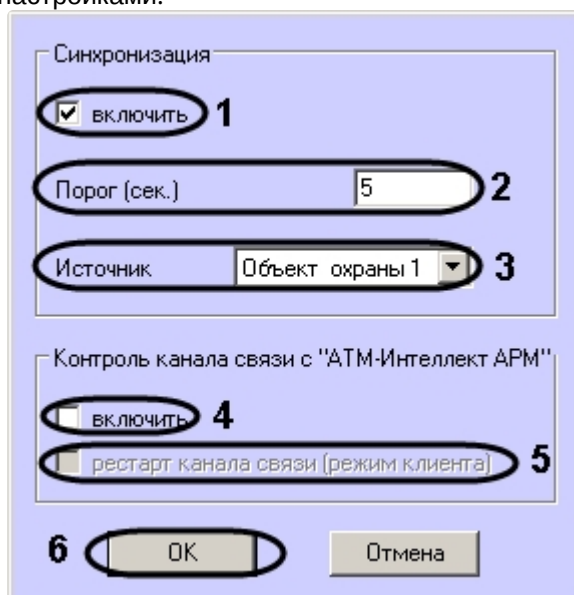 настройками.
Синхронизация
включить 1
Порог (сек.) 5 2
Источник Объект охраны 1 3
Контроль канала связи с "АТМ-Интеллект АРМ"
включить 4
рестарт канала связи (режим клиента) 5
6 OK Отмена